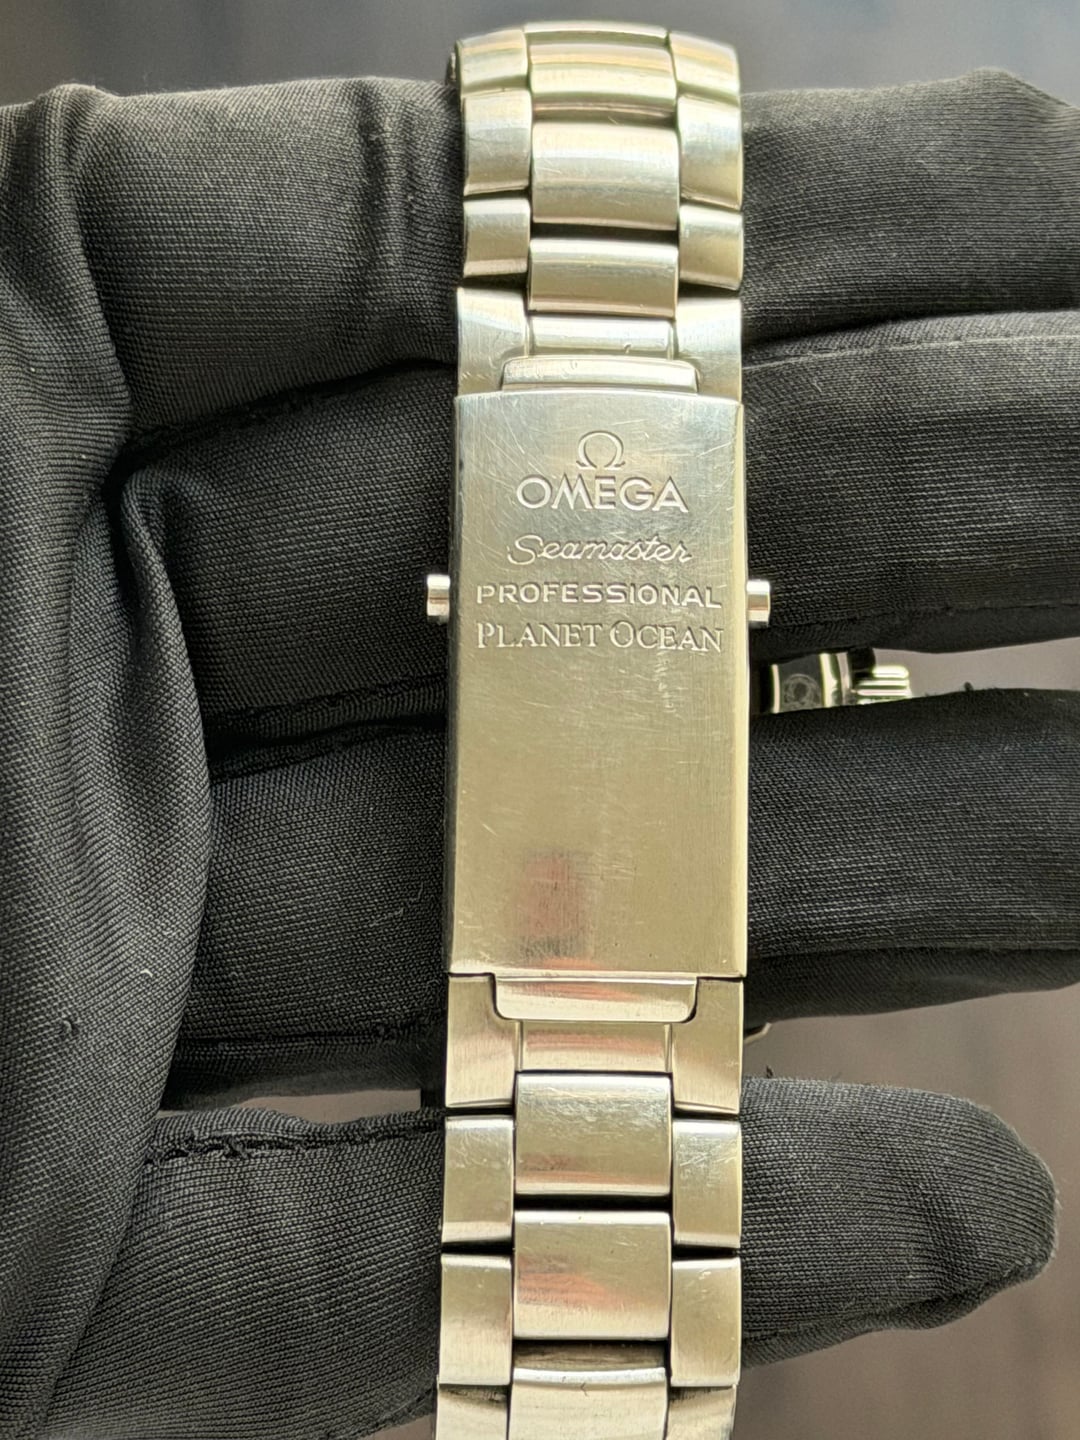 Ω
OMEGA
Seamaster
PROFESSIONAL
PLANET OCEAN